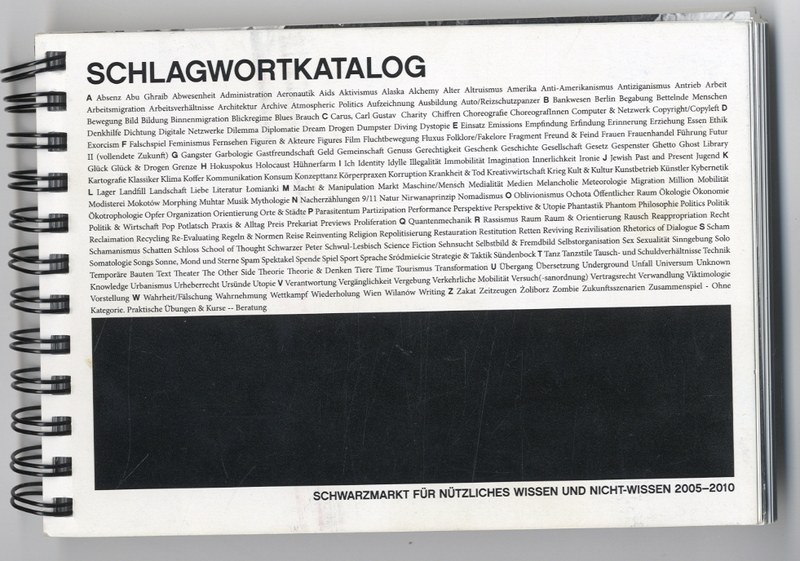 SCHLAGWORTKATALOG
A Absenz Abu Ghraib Abwesenheit Administration Aeronautik Aids Aktivismus Alaska Alchemy Alter Altruismus Amerika Anti-Amerikanismus Antiziganismus Antrieb Arbeit
Arbeitsmigration Arbeitsverhältnisse Architektur Archive Atmospheric Politics Aufzeichnung Ausbildung Auto/Reizschutzpanzer B Bankwesen Berlin Begabung Bettelnde Menschen
Bewegung Bild Bildung Binnenmigration Blickregime Blues Brauch C Carus, Carl Gustav Charity Chiffren Choreografie ChoreografInnen Computer & Netzwerk Copyright/Copyleft D
Denkhilfe Dichtung Digitale Netzwerke Dilemma Diplomatie Dream Drogen Dumpster Diving Dystopie E Einsatz Emissions Empfindung Erfindung Erinnerung Erziehung Essen Ethik
Exorcism F Falschspiel Feminismus Fernsehen Figuren & Akteure Figures Film Fluchtbewegung Fluxus Folklore/Fakelore Fragment Freund & Feind Frauen Frauenhandel Führung Futur
II (vollendete Zukunft) G Gangster Garbologie Gastfreundschaft Geld Gemeinschaft Genuss Gerechtigkeit Geschenk Geschichte Gesellschaft Gesetz Gespenster Ghetto Ghost Library
Glück Glück & Drogen Grenze H Hokuspokus Holocaust Hühnerfarm I Ich Identity Idylle Illegalität Immobilität Imagination Innerlichkeit Ironie J Jewish Past and Present Jugend K
Kartografie Klassiker Klima Koffer Kommunikation Konsum Konzepttanz Körperpraxen Korruption Krankheit & Tod Kreativwirtschaft Krieg Kult & Kultur Kunstbetrieb Künstler Kybernetik
L Lager Landfill Landschaft Liebe Literatur Łomianki M Macht & Manipulation Markt Maschine/Mensch Medialität Medien Melancholie Meteorologie Migration Million Mobilität
Modisterei Mokotów Morphing Muhtar Musik Mythologie N Nacherzählungen 9/11 Natur Nirwanaprinzip Nomadismus O Oblivionismus Ochota Öffentlicher Raum Ökologie Ökonomie
Ökotrophologie Opfer Organization Orientierung Orte & Städte P Parasitentum Partizipation Performance Perspektive Perspektive & Utopie Phantastik Phantom Philosophie Politics Politik
Politik & Wirtschaft Pop Potlatsch Praxis & Alltag Preis Prekariat Previews Proliferation Q Quantenmechanik R Rassismus Raum Raum & Orientierung Rausch Reappropriation Recht
Reclamation Recycling Re-Evaluating Regeln & Normen Reise Reinventing Religion Repolitisierung Restauration Restitution Retten Reviving Rezivilisation Rhetorics of Dialogue S Scham
Schamanismus Schatten Schloss School of Thought Schwarzer Peter Schwul-Lesbisch Science Fiction Sehnsucht Selbstbild & Fremdbild Selbstorganisation Sex Sexualität Sinngebung Solo
Somatologie Songs Sonne, Mond und Sterne Spam Spektakel Spende Spiel Sport Sprache Sródmieście Strategie & Taktik Sündenbock T Tanz Tanzstile Tausch- und Schuldverhältnisse Technik
Temporäre Bauten Text Theater The Other Side Theorie Theorie & Denken Tiere Time Tourismus Transformation U Übergang Übersetzung Underground Unfall Universum Unknown
Knowledge Urbanismus Urheberrecht Ursünde Utopie V Verantwortung Vergänglichkeit Vergebung Verkehrliche Mobilität Versuch(-sanordnung) Vertragsrecht Verwandlung Viktimologie
Vorstellung W Wahrheit/Fälschung Wahrnehmung Wettkampf Wiederholung Wien Wilanów Writing Z Zakat Zeitzeugen Żoliborz Zombie Zukunftsszenarien Zusammenspiel - Ohne
Kategorie. Praktische Übungen & Kurse -- Beratung
SCHWARZMARKT FÜR NÜTZLICHES WISSEN UND NICHT-WISSEN 2005–2010